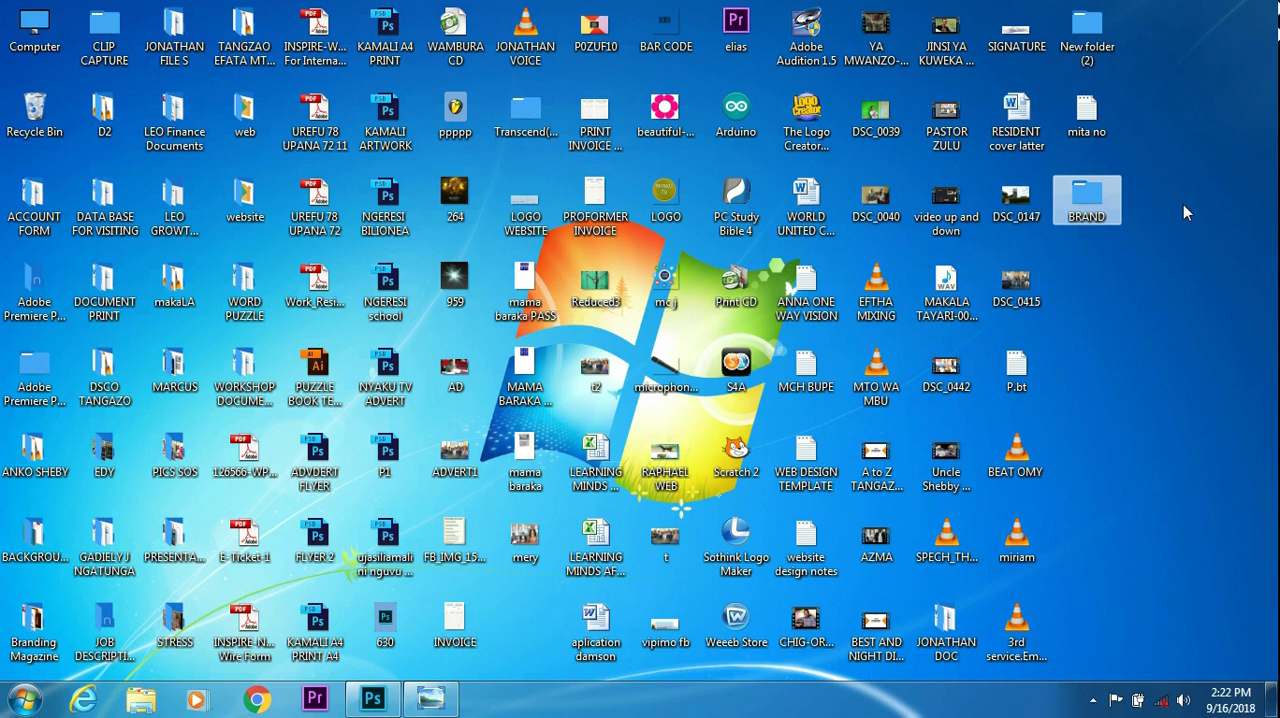 Computer
CLIP
CAPTURE
JONATHAN
FILE S
TANGZAO
EFATA MT...
INSPIRE-W...
For Interna...
KAMALI A4
PRINT
WAMBURA
CD
JONATHAN
VOICE
P0ZUF10
BAR CODE
elias
Adobe
Audition 1.5
YA
MWANZO-...
JINSI YA
KUWEKA ...
SIGNATURE
New folder
(2)
Recycle Bin
D2
LEO Finance
Documents
web
UREFU 78
UPANA 72 11
KAMALI
ARTWORK
ppppp
Transcend(...
PRINT
INVOICE ...
beautiful-...
Arduino
The Logo
Creator...
DSC_0039
PASTOR
ZULU
RESIDENT
cover latter
mita no
ACCOUNT
FORM
DATA BASE
FOR VISITING
LEO
GROWT...
website
UREFU 78
UPANA 72
NGERESI
BILIONEA
264
LOGO
WEBSITE
PROFORMER
INVOICE
LOGO
PC Study
Bible 4
WORLD
UNITED C...
DSC_0040
video up and
down
DSC_0147
BRAND
Adobe
Premiere P...
DOCUMENT
PRINT
makaLA
WORD
PUZZLE
Work_Resi...
NGERESI
school
959
mama
baraka PASS
Reduced3
mc j
Print CD
ANNA ONE
WAY VISION
EFTHA
MIXING
MAKALA
TAYARI-00...
DSC_0415
Adobe
Premiere P...
DSCO
TANGAZO
MARCUS
WORKSHOP
DOCUME...
PUZZLE
BOOK TE...
NYAKU TV
ADVERT
AD
MAMA
BARAKA ...
t2
microphon...
S4A
MCH BUPE
MTO WA
MBU
DSC_0442
P.bt
ANKO SHEBY
EDY
PICS SOS
126566-WP...
ADVDERT
FLYER
P1
ADVERT1
mama
baraka
LEARNING
MINDS ...
RAPHAEL
WEB
Scratch 2
WEB DESIGN
TEMPLATE
A to Z
TANGAZ...
Uncle
Shebby ...
BEAT OMY
BACKGROU...
GADIELY J
NGATUNGA
PRESENTA...
E-Ticket-1
FLYER 2
ujasiliamali
ni nguvu ...
FB_IMG_15...
mery
LEARNING
MINDS AF...
t
Sothink Logo
Maker
website
design notes
AZMA
SPECH_TH...
miriam
Branding
Magazine
JOB
DESCRIPTI...
STRESS
INSPIRE-N...
Wire Form
KAMALI A4
PRINT A4
630
INVOICE
aplication
damson
vipimo fb
Weeeb Store
CHIG-OR...
BEST AND
NIGHT DI...
JONATHAN
DOC
3rd
service.Em...
2:22 PM
9/16/2018